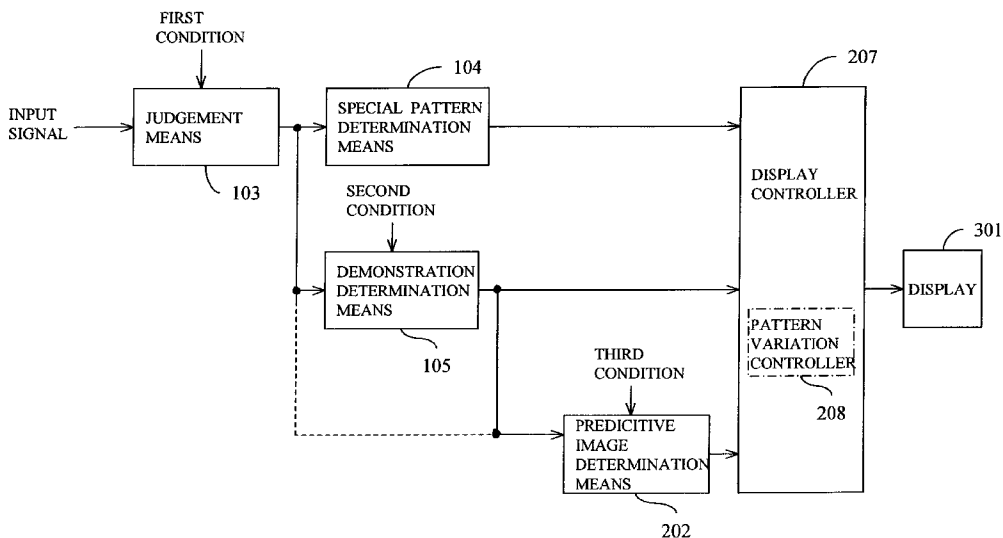 FIRST
CONDITION
INPUT
SIGNAL
JUDGEMENT
MEANS
103
104
SPECIAL PATTERN
DETERMINATION
MEANS
SECOND
CONDITION
DEMONSTRATION
DETERMINATION
MEANS
105
THIRD
CONDITION
PREDICITIVE
IMAGE
DETERMINATION
MEANS
202
207
DISPLAY
CONTROLLER
PATTERN
VARIATION
CONTROLLER
208
301
DISPLAY